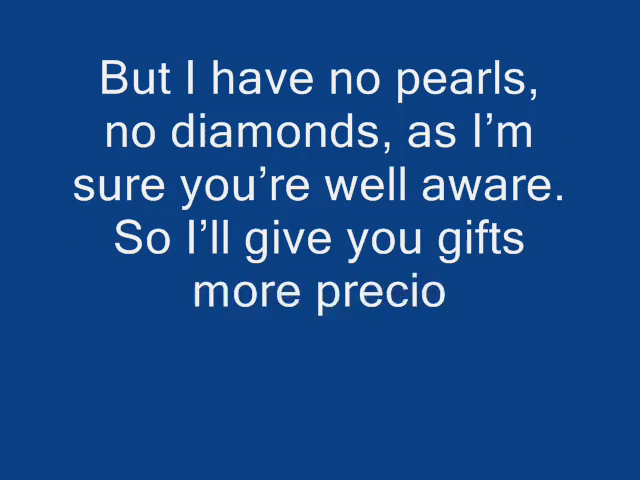 But I have no pearls,
no diamonds, as I’m
sure you’re well aware.
So I’ll give you gifts
more precio